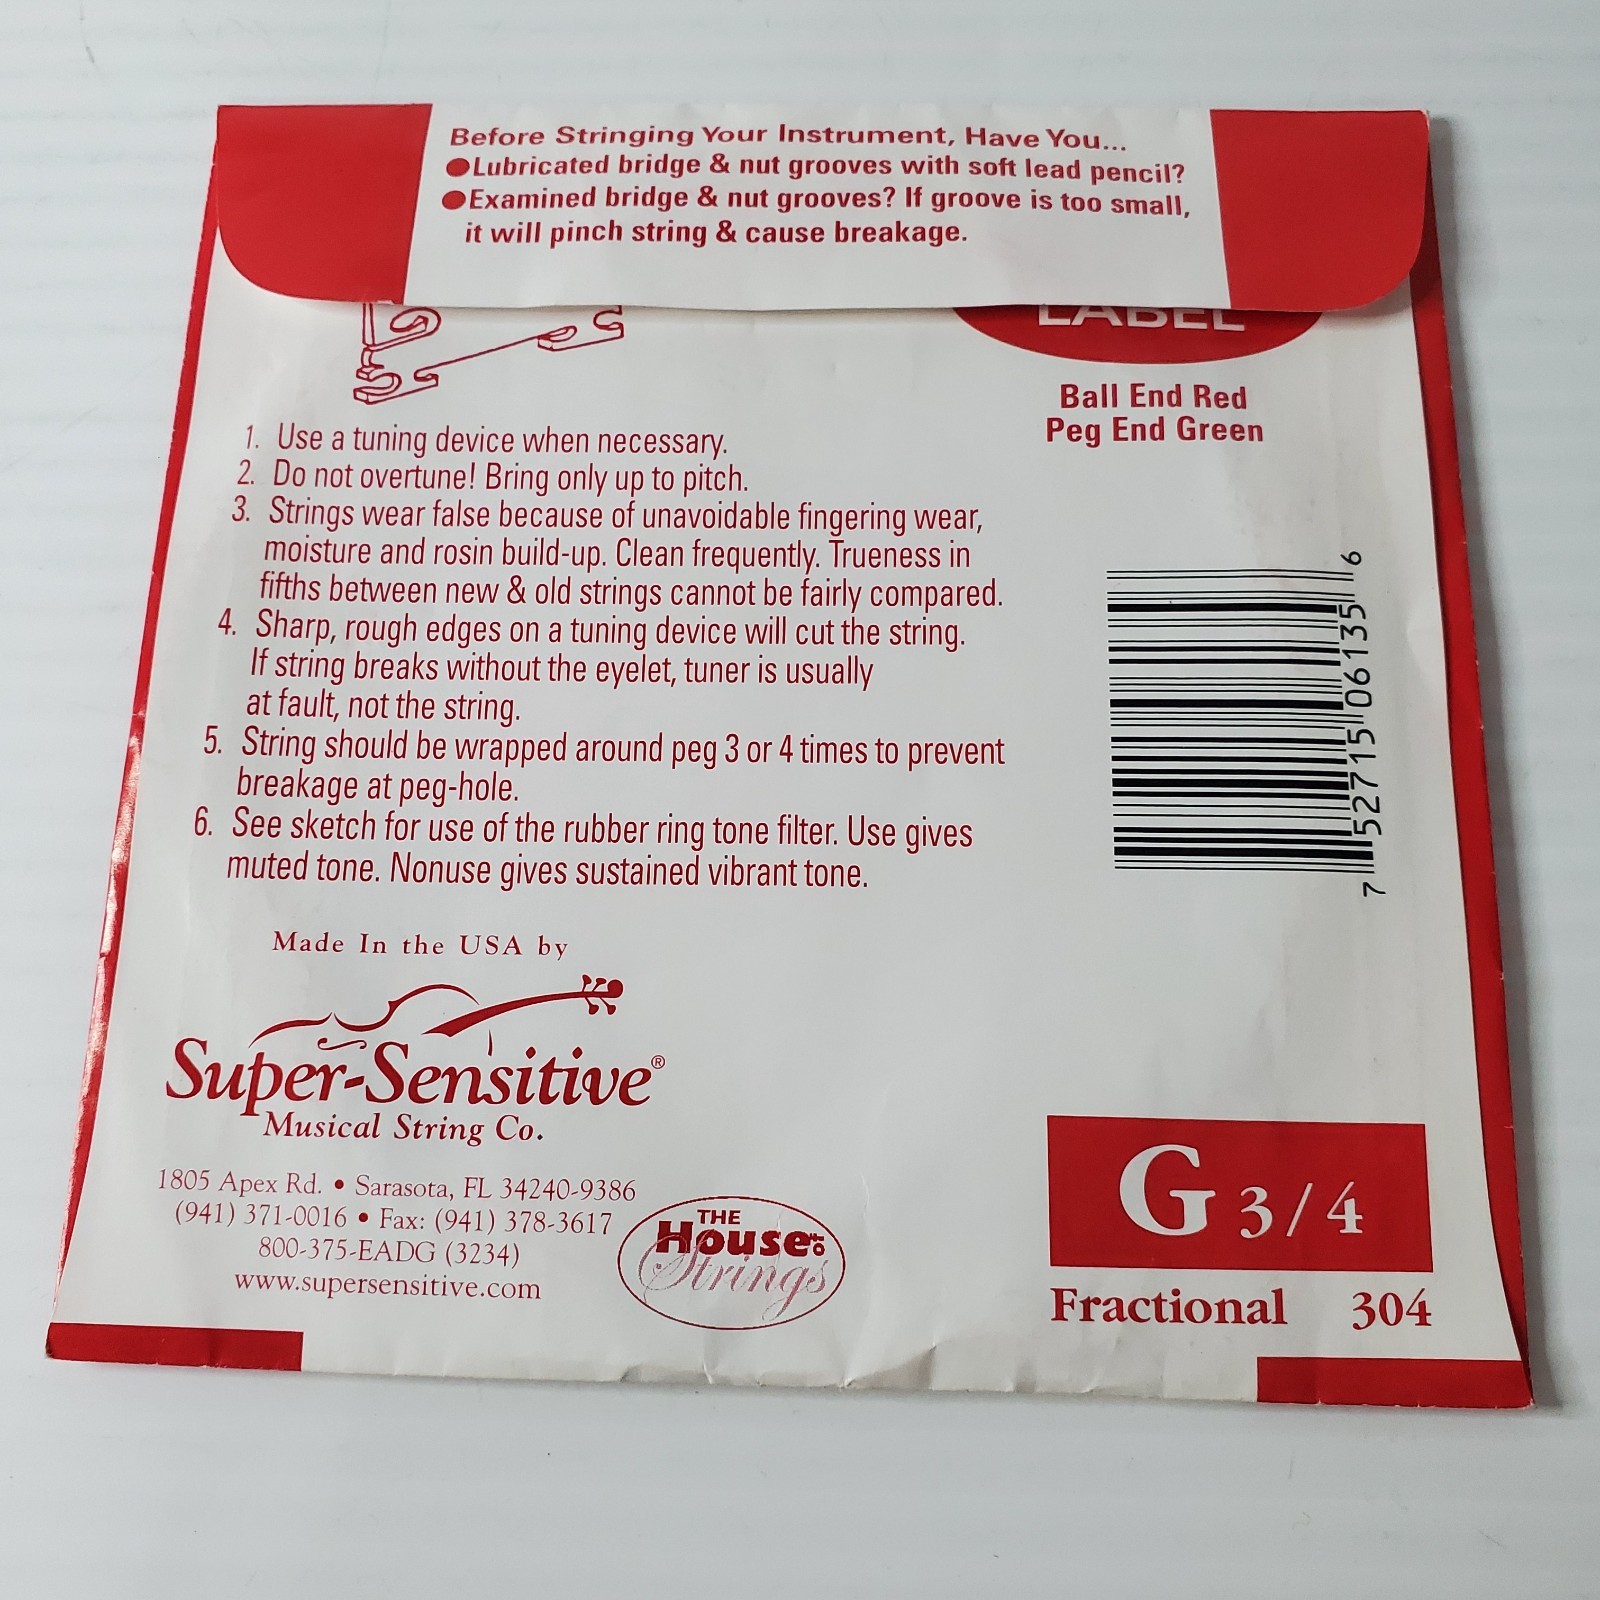 Before Stringing Your Instrument, Have You...
●Lubricated bridge & nut grooves with soft lead pencil?
●Examined bridge & nut grooves? If groove is too small,
it will pinch string & cause breakage.
LABEL
Ball End Red
Peg End Green
1. Use a tuning device when necessary.
2. Do not overtune! Bring only up to pitch.
3. Strings wear false because of unavoidable fingering wear,
moisture and rosin build-up. Clean frequently. Trueness in
fifths between new & old strings cannot be fairly compared.
4. Sharp, rough edges on a tuning device will cut the string.
If string breaks without the eyelet, tuner is usually
at fault, not the string.
5. String should be wrapped around peg 3 or 4 times to prevent
breakage at peg-hole.
6. See sketch for use of the rubber ring tone filter. Use gives
muted tone. Nonuse gives sustained vibrant tone.
7 52715 06135 6
Made In the USA by
Super-Sensitive®
Musical String Co.
1805 Apex Rd. • Sarasota, FL 34240-9386
(941) 371-0016 • Fax: (941) 378-3617
800-375-EADG (3234)
www.supersensitive.com
THE
House of
Strings
G 3/4
Fractional 304